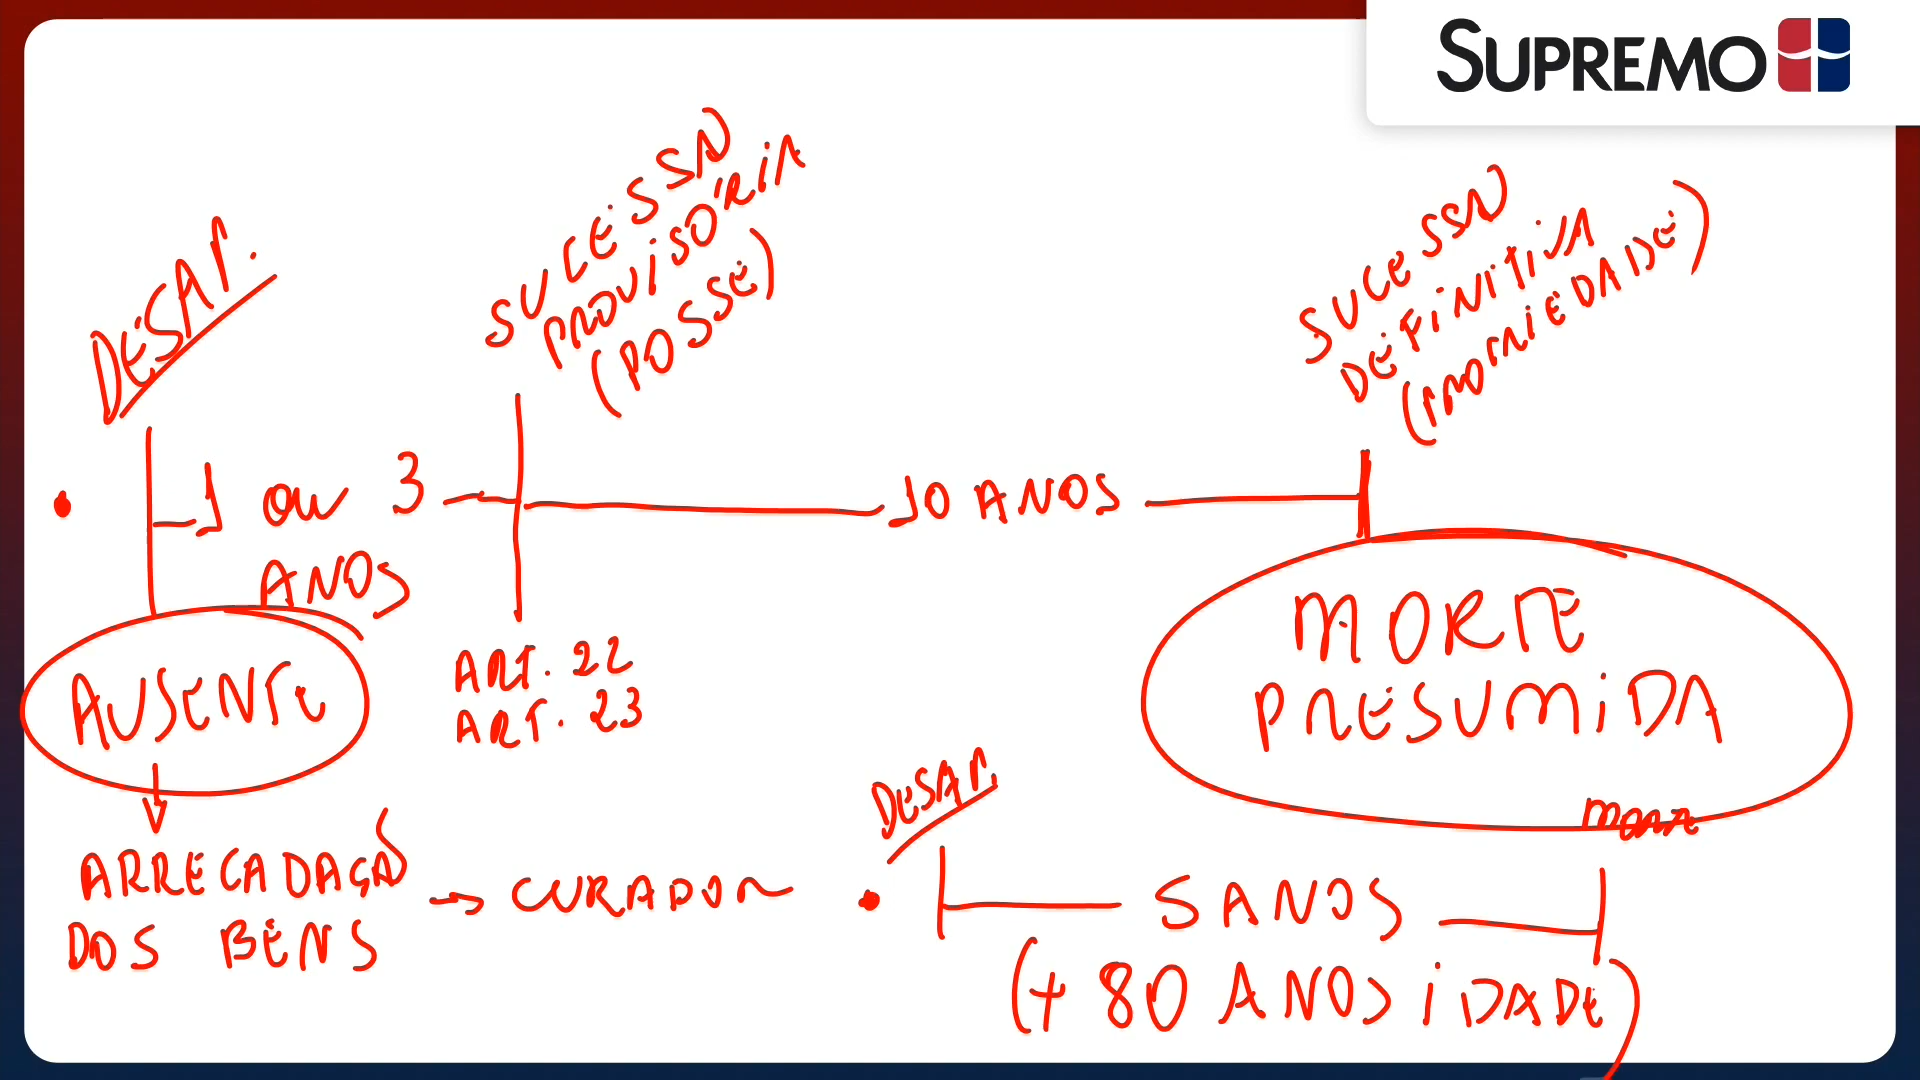 SUPREMO
DESAP.
SUCESSÃO
PROVISÓRIA
(POSSE)
SUCESSÃO
DEFINITIVA
(PROPRIEDADE)
1 ou 3
ANOS
10 ANOS
AUSENTE
ART. 22
ART. 23
MORTE
PRESUMIDA
ARRECADAÇÃO
DOS BENS
→ CURADOR
DESAP.
5 ANOS
(+ 80 ANOS IDADE)